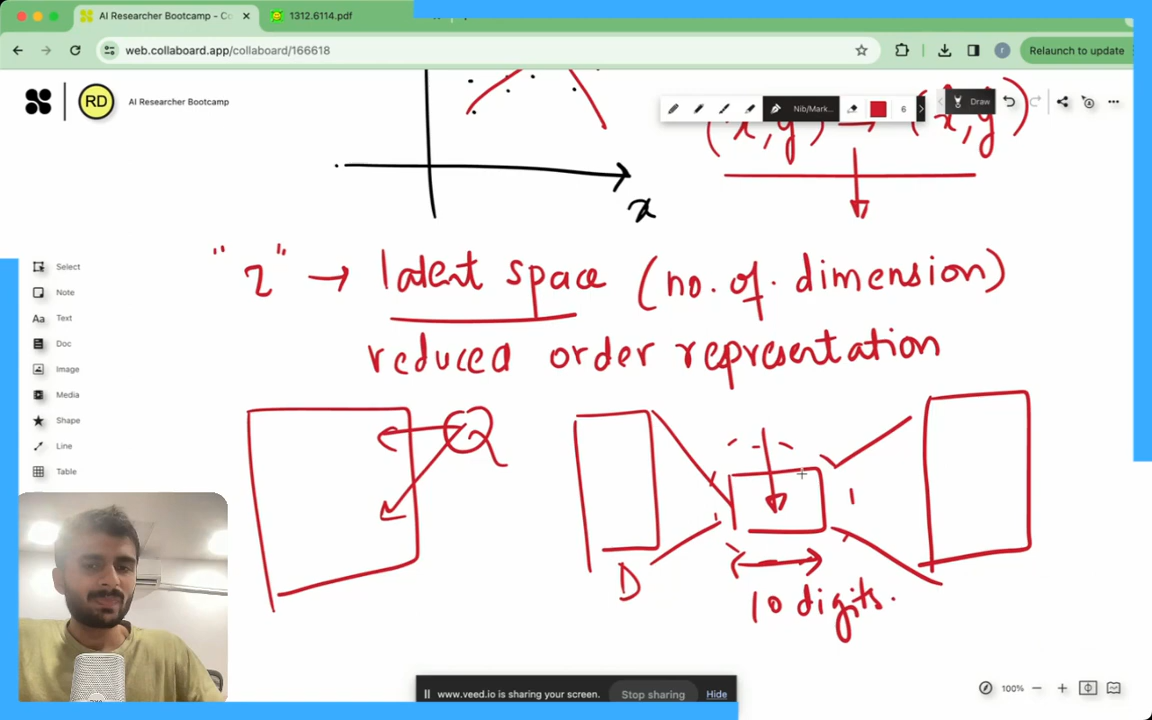 AI Researcher Bootcamp - Co
1312.6114.pdf
web.collaboard.app/collaboard/166618
r
Relaunch to update
RD
AI Researcher Bootcamp
Nib/Mark...
6
Draw
(x, y) → (x̂, ŷ)
x
"z" → latent space (no. of. dimension)
reduced order representation
Select
Note
Aa Text
Doc
Image
Media
Shape
Line
Table
D
10 digits.
www.veed.io is sharing your screen.
Stop sharing
Hide
100%